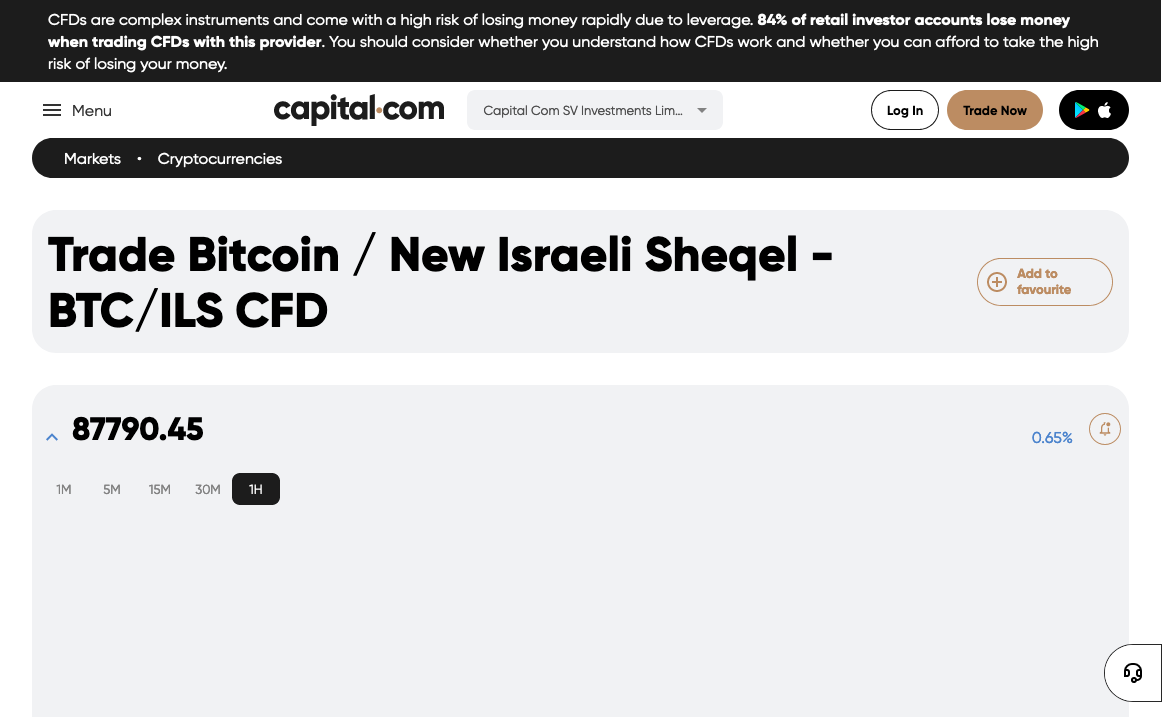 CFDs are complex instruments and come with a high risk of losing money rapidly due to leverage. 84% of retail investor accounts lose money
when trading CFDs with this provider. You should consider whether you understand how CFDs work and whether you can afford to take the high
risk of losing your money.
Menu
capital.com
Capital Com SV Investments Lim...
Log In
Trade Now
Markets • Cryptocurrencies
Trade Bitcoin / New Israeli Sheqel -
BTC/ILS CFD
Add to
favourite
87790.45
0.65%
1M 5M 15M 30M 1H